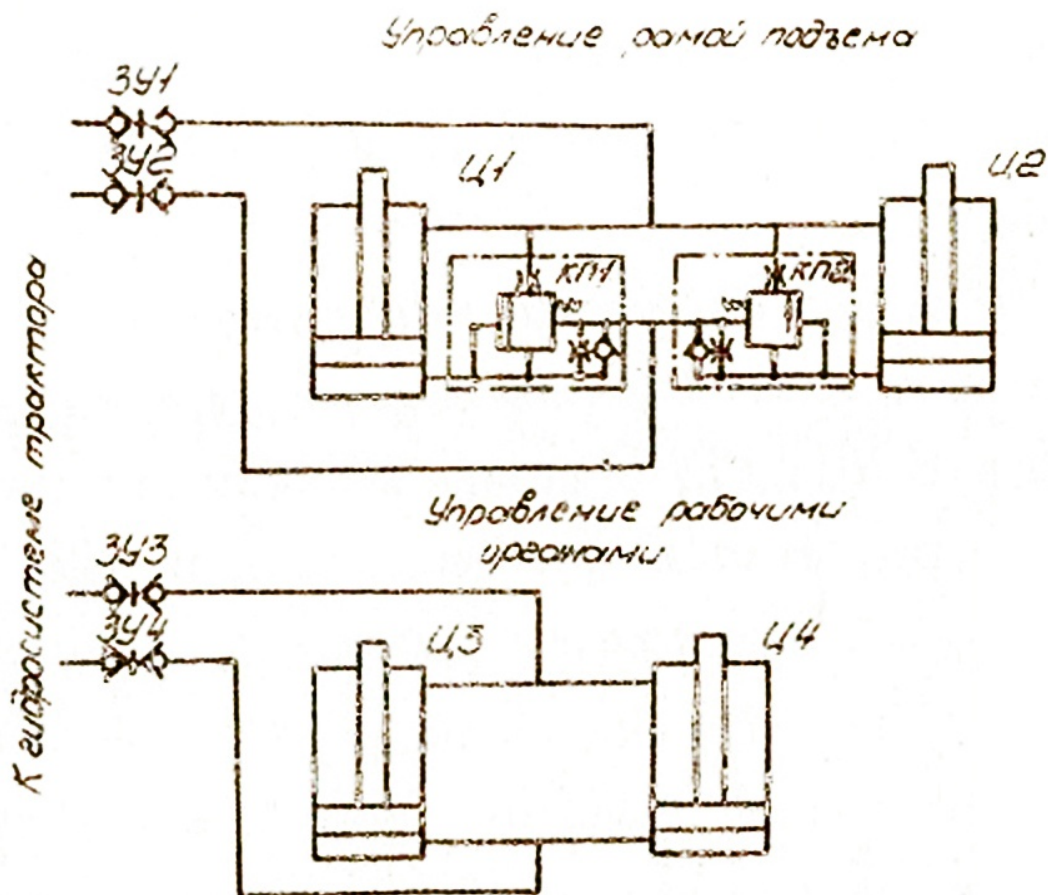 Управление рамой подъема
ЗУ1
ЗУ2
Ц1
Ц2
КП1
КП2
К гидросистеме трактора
Управление рабочими
органами
ЗУ3
ЗУ4
Ц3
Ц4